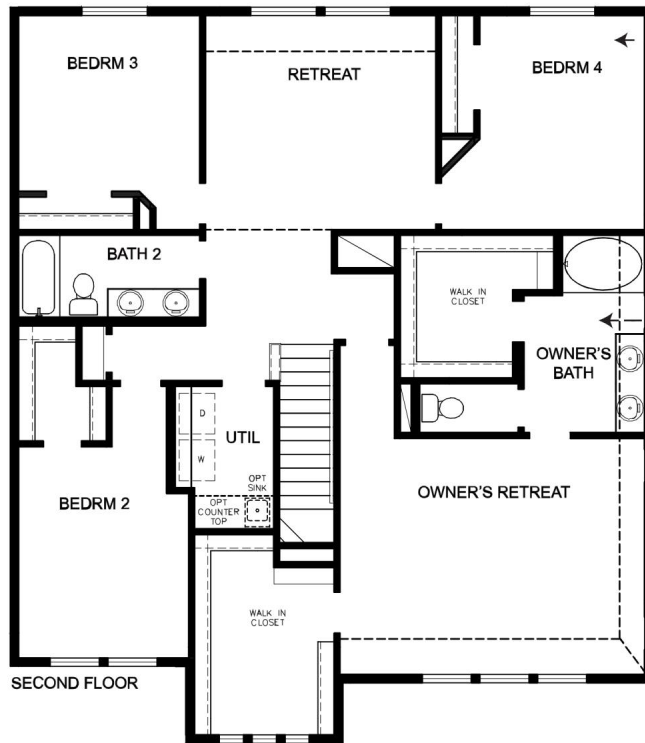 BEDRM 3
RETREAT
BEDRM 4
BATH 2
WALK IN
CLOSET
OWNER'S
BATH
D
W
UTIL
OPT
SINK
OPT
COUNTER
TOP
BEDRM 2
OWNER'S RETREAT
WALK IN
CLOSET
SECOND FLOOR